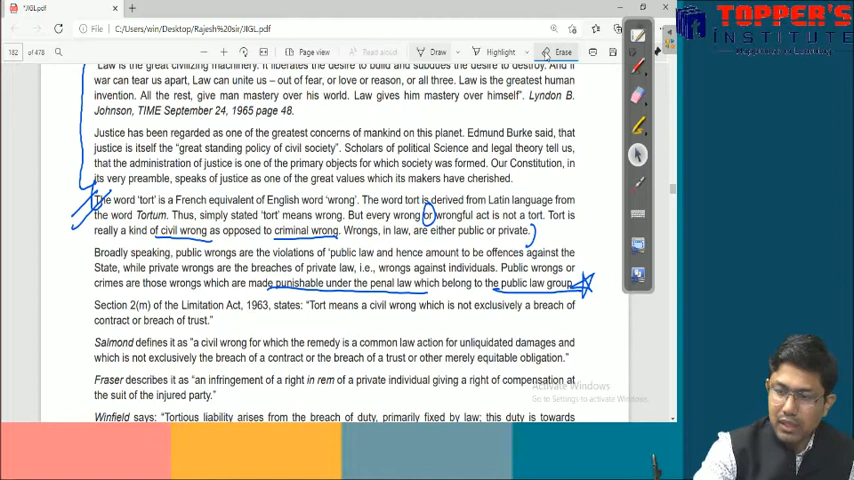 *JIGL.pdf
File
C:/Users/win/Desktop/Rajesh%20sir/JIGL.pdf
TOPPER'S
INSTITUTE
182 of 478
Page view
Read aloud
Draw
Highlight
Erase
"Law is the great civilizing machinery. It liberates the desire to build and subdues the desire to destroy. And if
war can tear us apart, Law can unite us – out of fear, or love or reason, or all three. Law is the greatest human
invention. All the rest, give man mastery over his world. Law gives him mastery over himself". Lyndon B.
Johnson, TIME September 24, 1965 page 48.
Justice has been regarded as one of the greatest concerns of mankind on this planet. Edmund Burke said, that
justice is itself the "great standing policy of civil society". Scholars of political Science and legal theory tell us,
that the administration of justice is one of the primary objects for which society was formed. Our Constitution, in
its very preamble, speaks of justice as one of the great values which its makers have cherished.
The word 'tort' is a French equivalent of English word 'wrong'. The word tort is derived from Latin language from
the word Tortum. Thus, simply stated 'tort' means wrong. But every wrong or wrongful act is not a tort. Tort is
really a kind of civil wrong as opposed to criminal wrong. Wrongs, in law, are either public or private.
Broadly speaking, public wrongs are the violations of 'public law and hence amount to be offences against the
State, while private wrongs are the breaches of private law, i.e., wrongs against individuals. Public wrongs or
crimes are those wrongs which are made punishable under the penal law which belong to the public law group.
Section 2(m) of the Limitation Act, 1963, states: "Tort means a civil wrong which is not exclusively a breach of
contract or breach of trust."
Salmond defines it as "a civil wrong for which the remedy is a common law action for unliquidated damages and
which is not exclusively the breach of a contract or the breach of a trust or other merely equitable obligation."
Fraser describes it as "an infringement of a right in rem of a private individual giving a right of compensation at
the suit of the injured party."
Activate Windows
Go to Settings to activate Windows.
Winfield says: "Tortious liability arises from the breach of duty, primarily fixed by law; this duty is towards